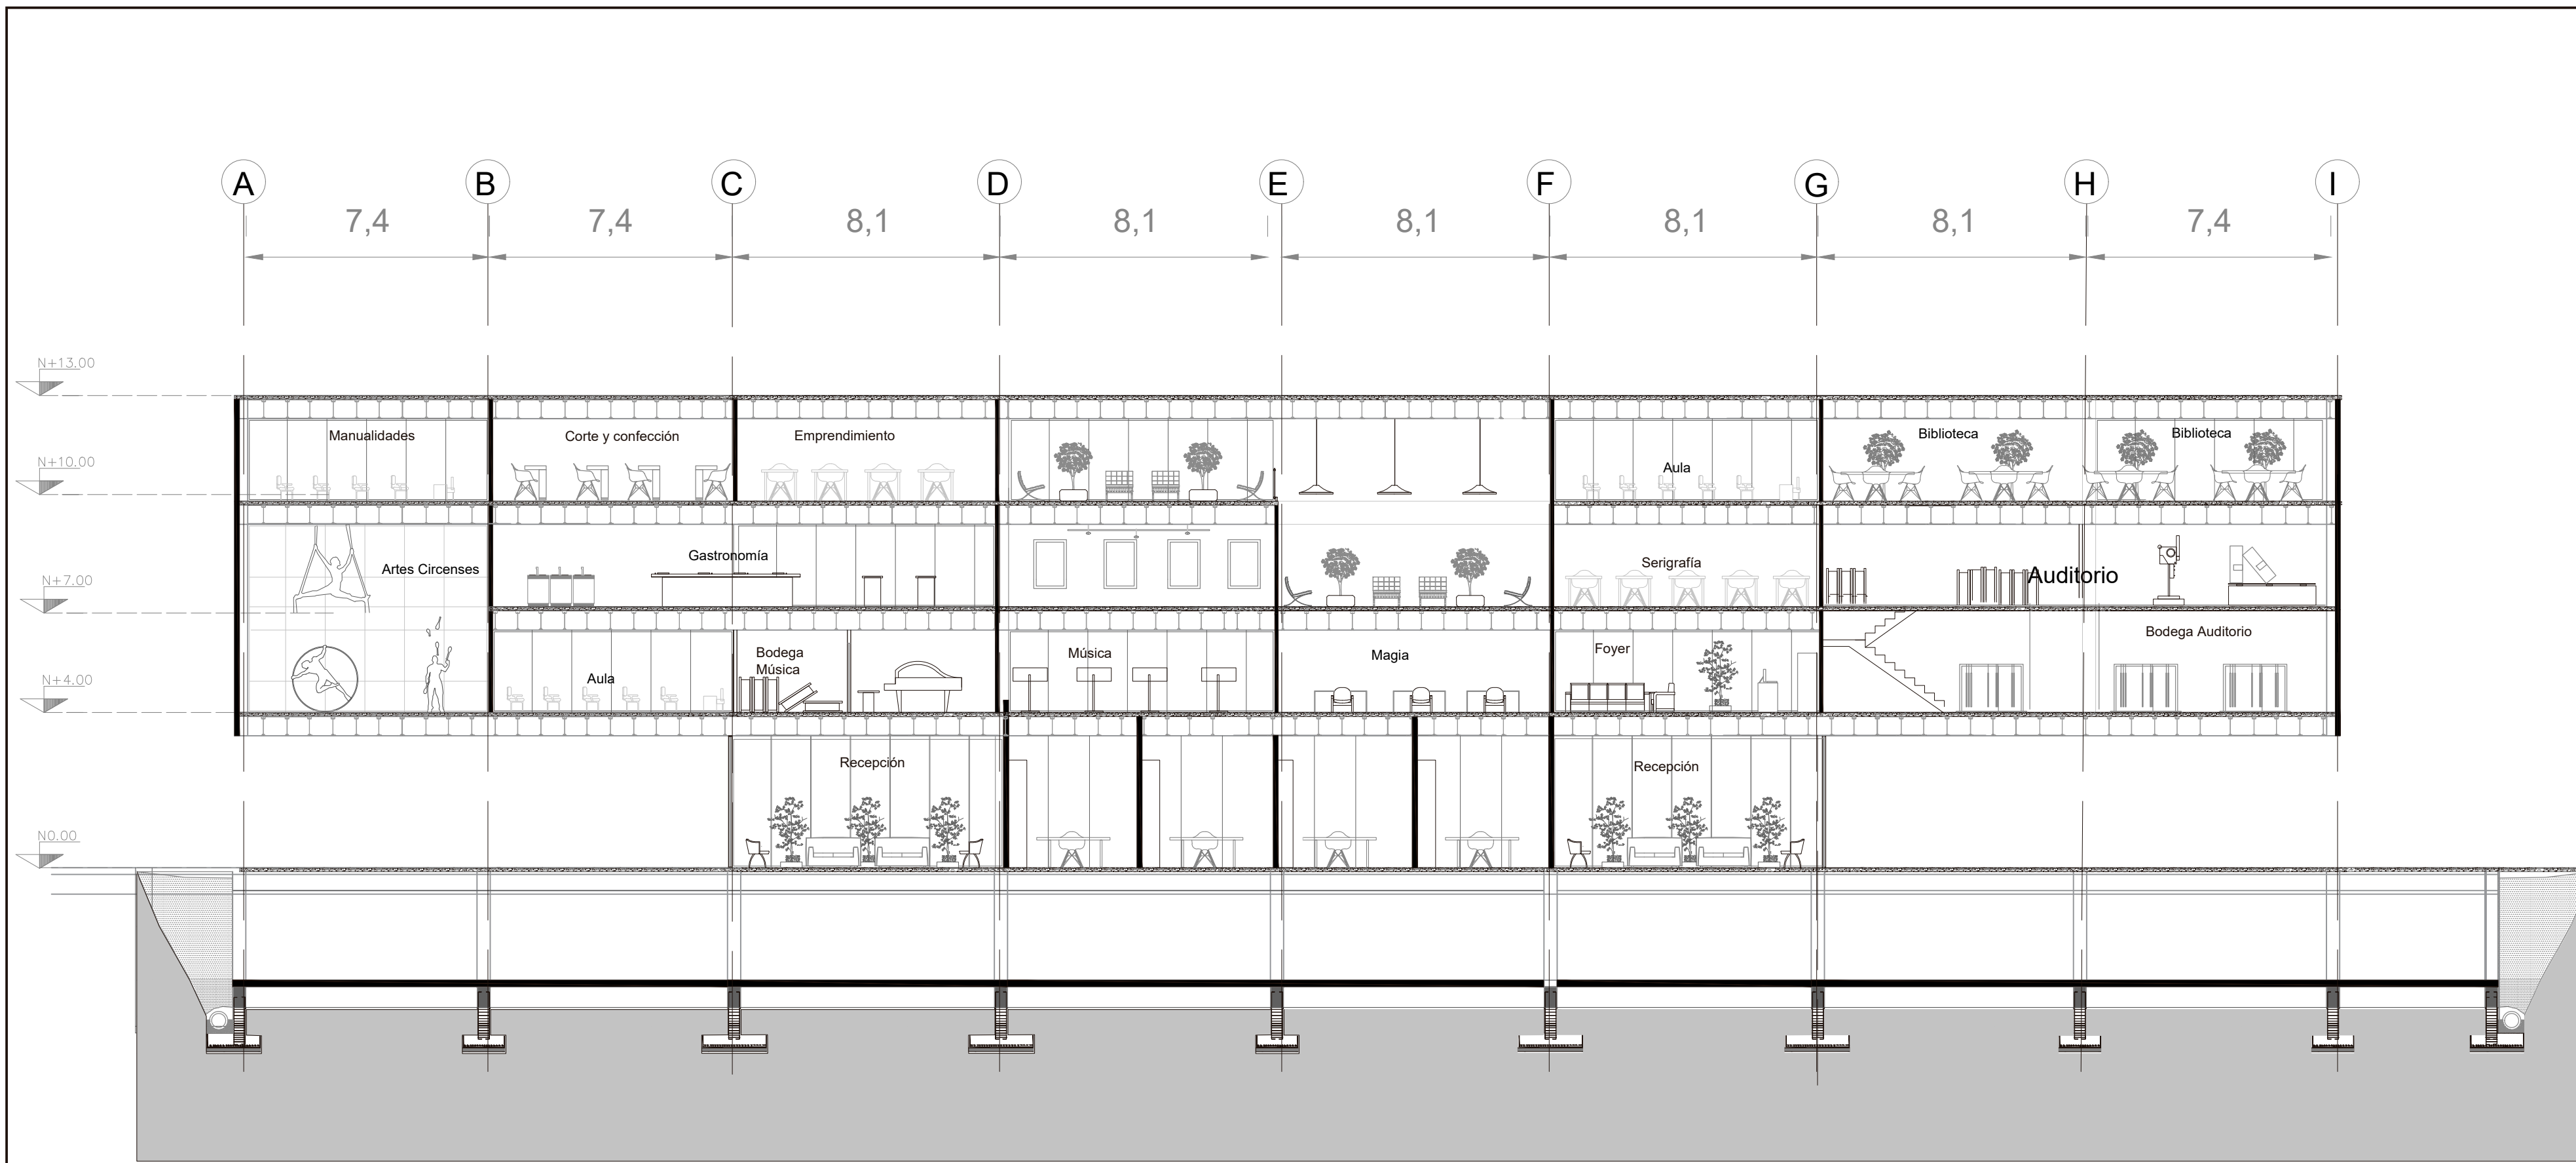 A B C D E F G H I
7,4 7,4 8,1 8,1 8,1 8,1 8,1 7,4
N+13.00
Manualidades Corte y confección Emprendimiento Biblioteca Biblioteca
N+10.00
Aula
Gastronomía
Artes Circenses Serigrafía
N+7.00
Auditorio
Bodega Auditorio
Bodega
Música
Música Magia Foyer
Aula
N+4.00
Recepción Recepción
N0.00